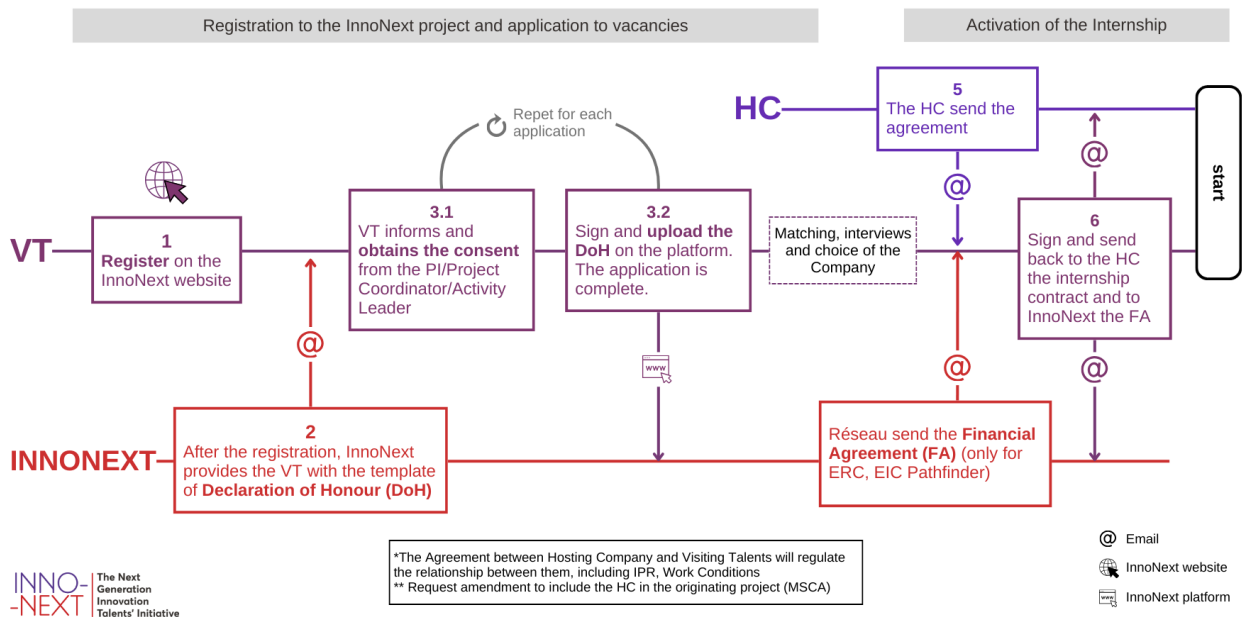 Registration to the InnoNext project and application to vacancies
Activation of the Internship
HC
5
The HC send the
agreement
@
@
start
Repet for each
application
VT
1
Register on the
InnoNext website
3.1
VT informs and
obtains the consent
from the PI/Project
Coordinator/Activity
Leader
3.2
Sign and upload the
DoH on the platform.
The application is
complete.
Matching, interviews
and choice of the
Company
6
Sign and send
back to the HC
the internship
contract and to
InnoNext the FA
@
www
@
@
INNONEXT
2
After the registration, InnoNext
provides the VT with the template
of Declaration of Honour (DoH)
Réseau send the Financial
Agreement (FA) (only for
ERC, EIC Pathfinder)
*The Agreement between Hosting Company and Visiting Talents will regulate
the relationship between them, including IPR, Work Conditions
** Request amendment to include the HC in the originating project (MSCA)
@ Email
InnoNext website
www InnoNext platform
INNO-
-NEXT
The Next
Generation
Innovation
Talents' Initiative